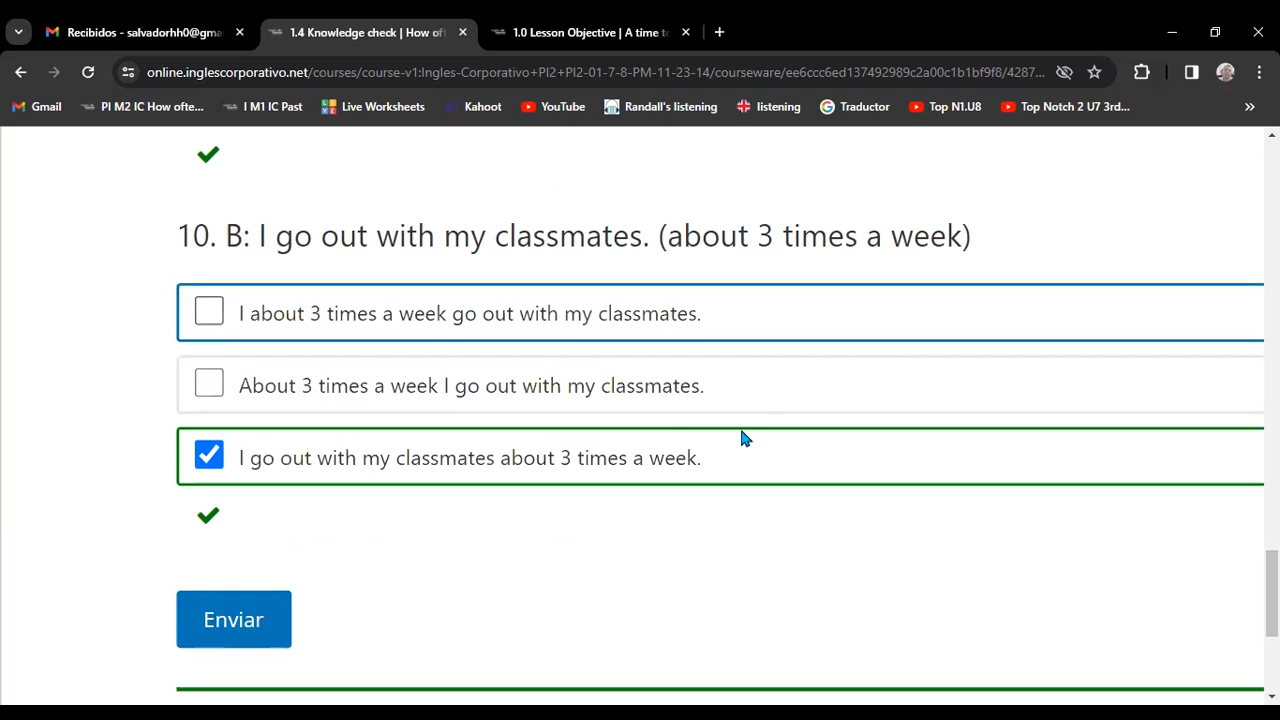 Recibidos - salvadorhh0@gma
1.4 Knowledge check | How of
1.0 Lesson Objective | A time to
online.inglescorporativo.net/courses/course-v1:Ingles-Corporativo+PI2+PI2-01-7-8-PM-11-23-14/courseware/ee6ccc6ed137492989c2a00c1b1bf9f8/4287...
Gmail
PI M2 IC How ofte...
I M1 IC Past
Live Worksheets
Kahoot
YouTube
Randall's listening
listening
Traductor
Top N1.U8
Top Notch 2 U7 3rd...
10. B: I go out with my classmates. (about 3 times a week)
I about 3 times a week go out with my classmates.
About 3 times a week I go out with my classmates.
I go out with my classmates about 3 times a week.
Enviar